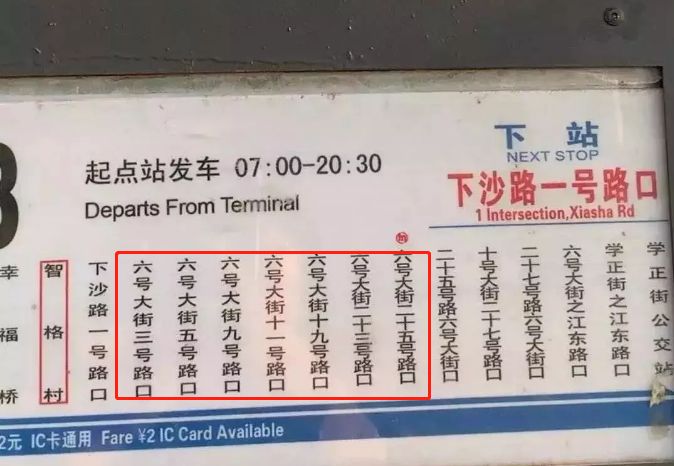 起点站发车 07:00-20:30
Departs From Terminal
下 站
NEXT STOP
下沙路一号路口
1 Intersection,Xiasha Rd
幸福桥
智格村
下沙路一号路口
六号大街三号路口
六号大街五号路口
六号大街九号路口
六号大街十一号路口
六号大街十九号路口
六号大街二十三号路口
六号大街二十五号路口
二十五号路六号大街口
十号大街二十七号路口
二十七号路六号大街口
六号大街之江东路口
学正街之江东路口
学正街公交站
2元 IC卡通用 Fare ¥2 IC Card Available